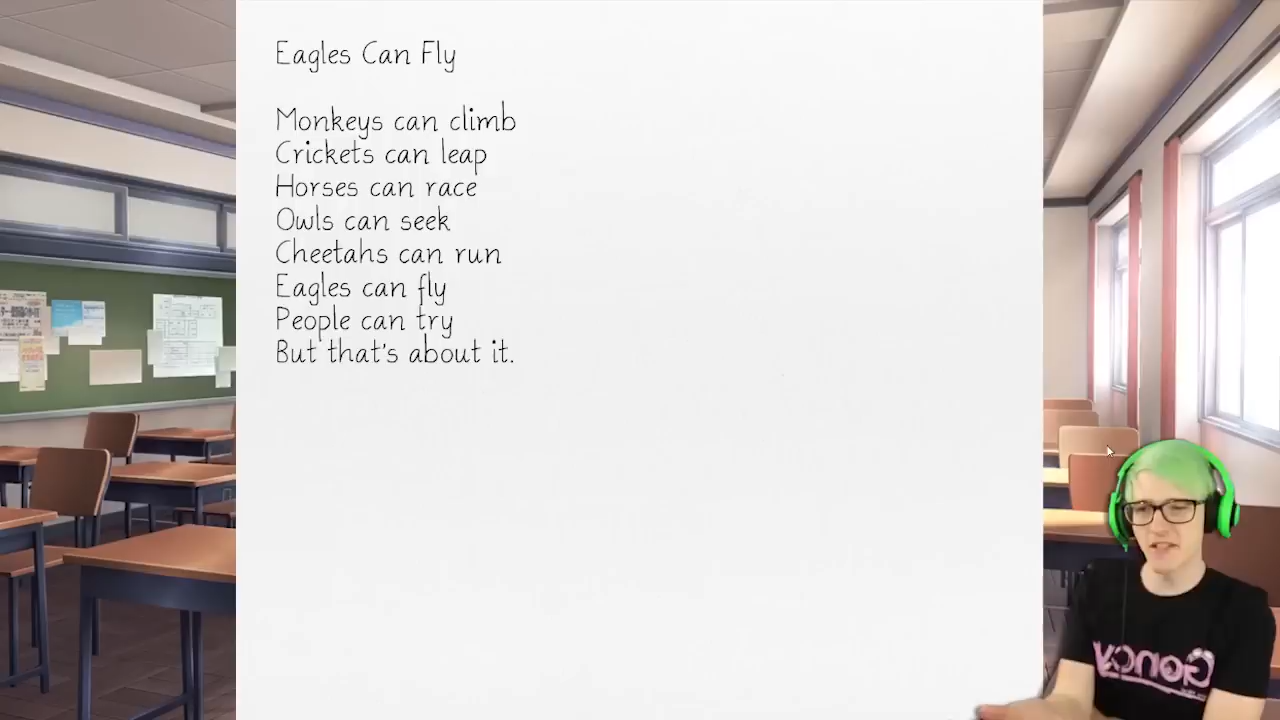 Eagles Can Fly
Monkeys can climb
Crickets can leap
Horses can race
Owls can seek
Cheetahs can run
Eagles can fly
People can try
But that's about it.